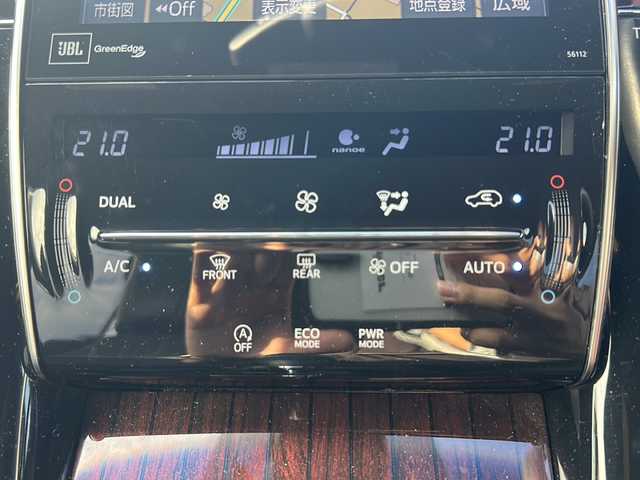 市街図 ◀◀Off 表示変更 地点登録 広域
JBL GreenEdge 56112
21.0 nanoe 21.0
DUAL
A/C FRONT REAR OFF AUTO
A OFF ECO MODE PWR MODE